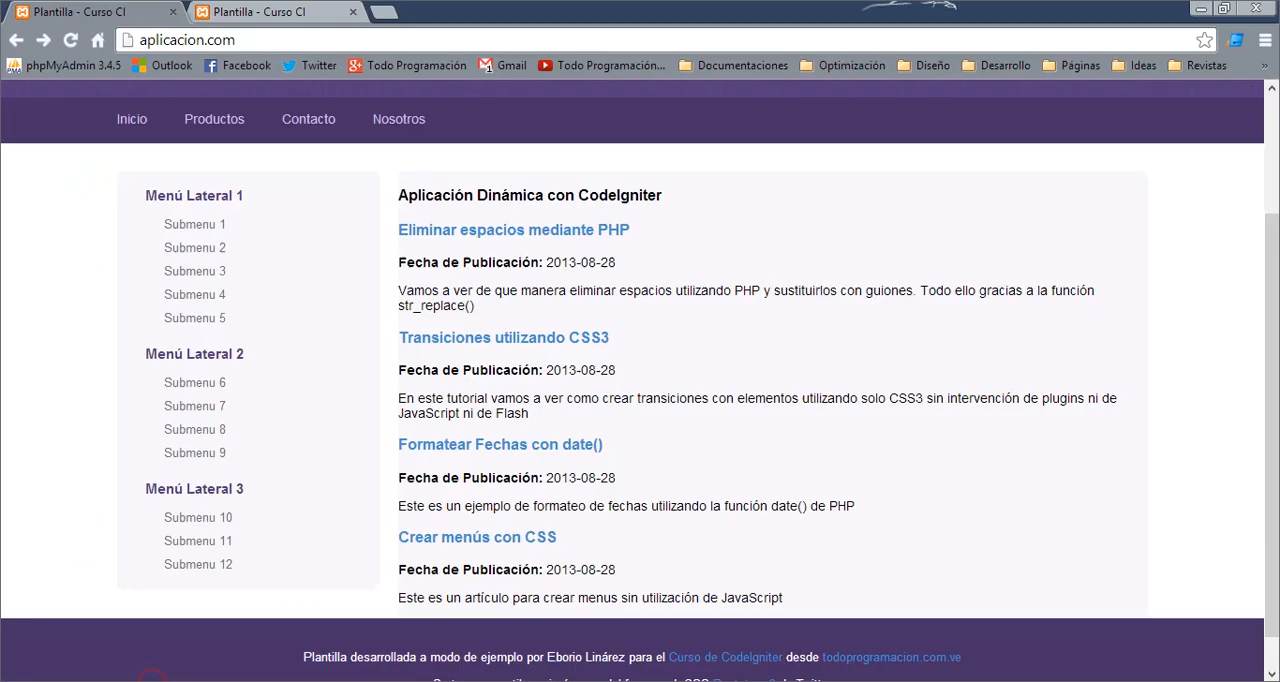 Plantilla - Curso CI
Plantilla - Curso CI
aplicacion.com
phpMyAdmin 3.4.5 Outlook Facebook Twitter Todo Programación Gmail Todo Programación... Documentaciones Optimización Diseño Desarrollo Páginas Ideas Revistas »
Inicio Productos Contacto Nosotros
Menú Lateral 1
Submenu 1
Submenu 2
Submenu 3
Submenu 4
Submenu 5
Menú Lateral 2
Submenu 6
Submenu 7
Submenu 8
Submenu 9
Menú Lateral 3
Submenu 10
Submenu 11
Submenu 12
Aplicación Dinámica con CodeIgniter
Eliminar espacios mediante PHP
Fecha de Publicación: 2013-08-28
Vamos a ver de que manera eliminar espacios utilizando PHP y sustituirlos con guiones. Todo ello gracias a la función
str_replace()
Transiciones utilizando CSS3
Fecha de Publicación: 2013-08-28
En este tutorial vamos a ver como crear transiciones con elementos utilizando solo CSS3 sin intervención de plugins ni de
JavaScript ni de Flash
Formatear Fechas con date()
Fecha de Publicación: 2013-08-28
Este es un ejemplo de formateo de fechas utilizando la función date() de PHP
Crear menús con CSS
Fecha de Publicación: 2013-08-28
Este es un artículo para crear menus sin utilización de JavaScript
Plantilla desarrollada a modo de ejemplo por Eborio Linárez para el Curso de CodeIgniter desde todoprogramacion.com.ve